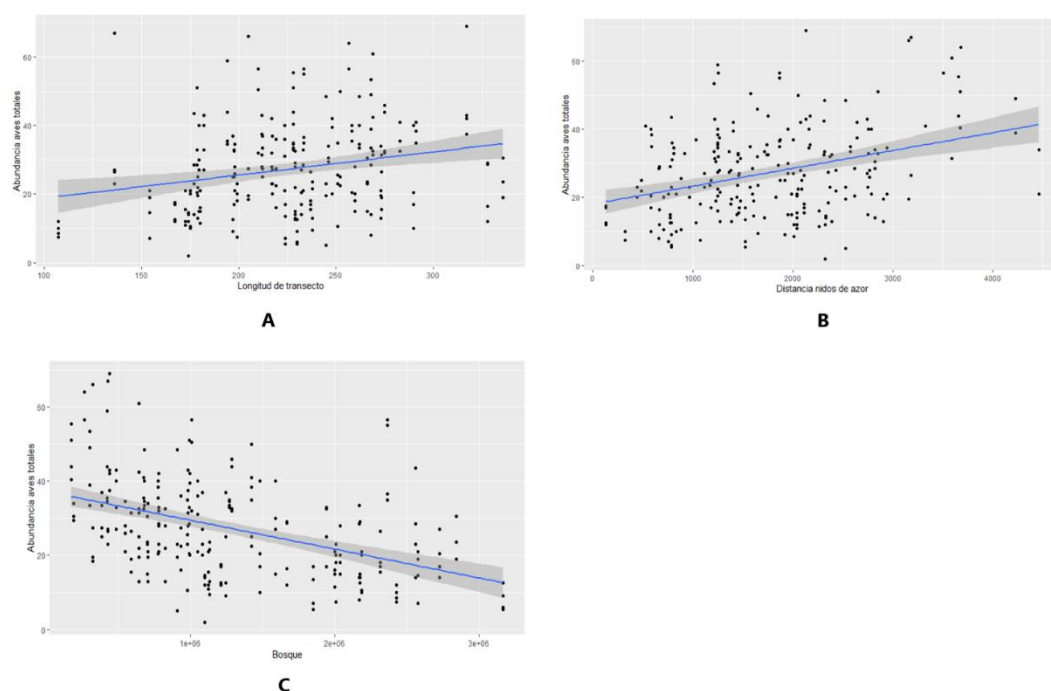 Abundancia aves totales
60
40
20
0
100
150
200
250
300
Longitud de transecto
A
Abundancia aves totales
60
40
20
0
0
1000
2000
3000
4000
Distancia nidos de azor
B
Abundancia aves totales
60
40
20
0
1e+06
2e+06
3e+06
Bosque
C